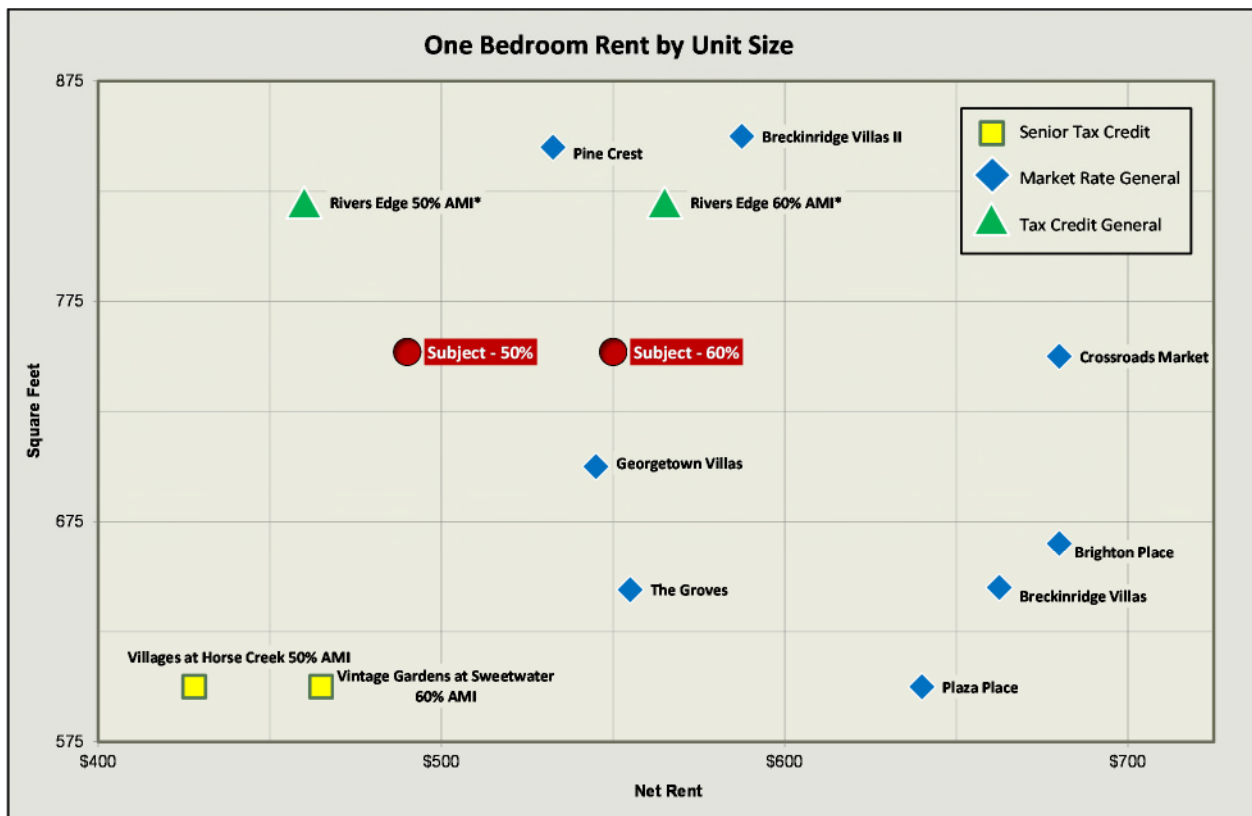 One Bedroom Rent by Unit Size
875
Senior Tax Credit
Breckinridge Villas II
Pine Crest
Market Rate General
Rivers Edge 50% AMI*
Rivers Edge 60% AMI*
Tax Credit General
775
Subject - 50%
Subject - 60%
Crossroads Market
Square Feet
Georgetown Villas
675
Brighton Place
The Groves
Breckinridge Villas
Villages at Horse Creek 50% AMI
Vintage Gardens at Sweetwater
60% AMI
Plaza Place
575
$400
$500
$600
$700
Net Rent